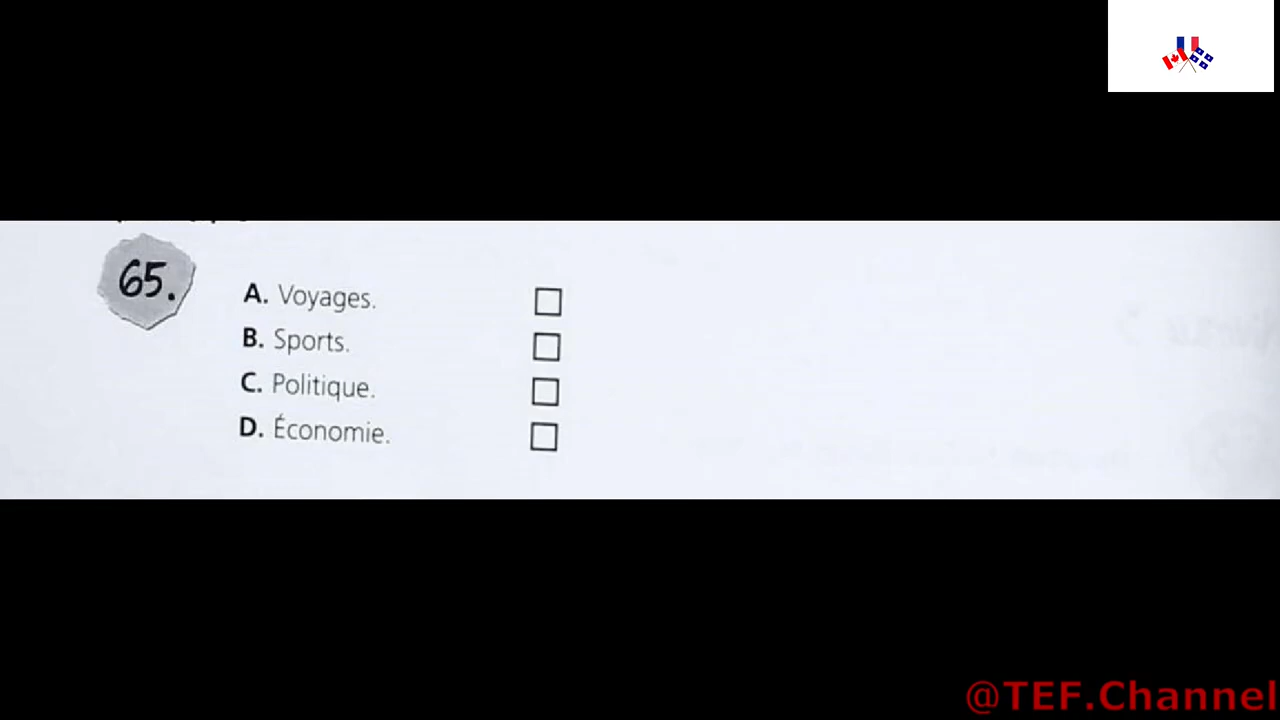 65.
A. Voyages.
B. Sports.
C. Politique.
D. Économie.
@TEF.Channel